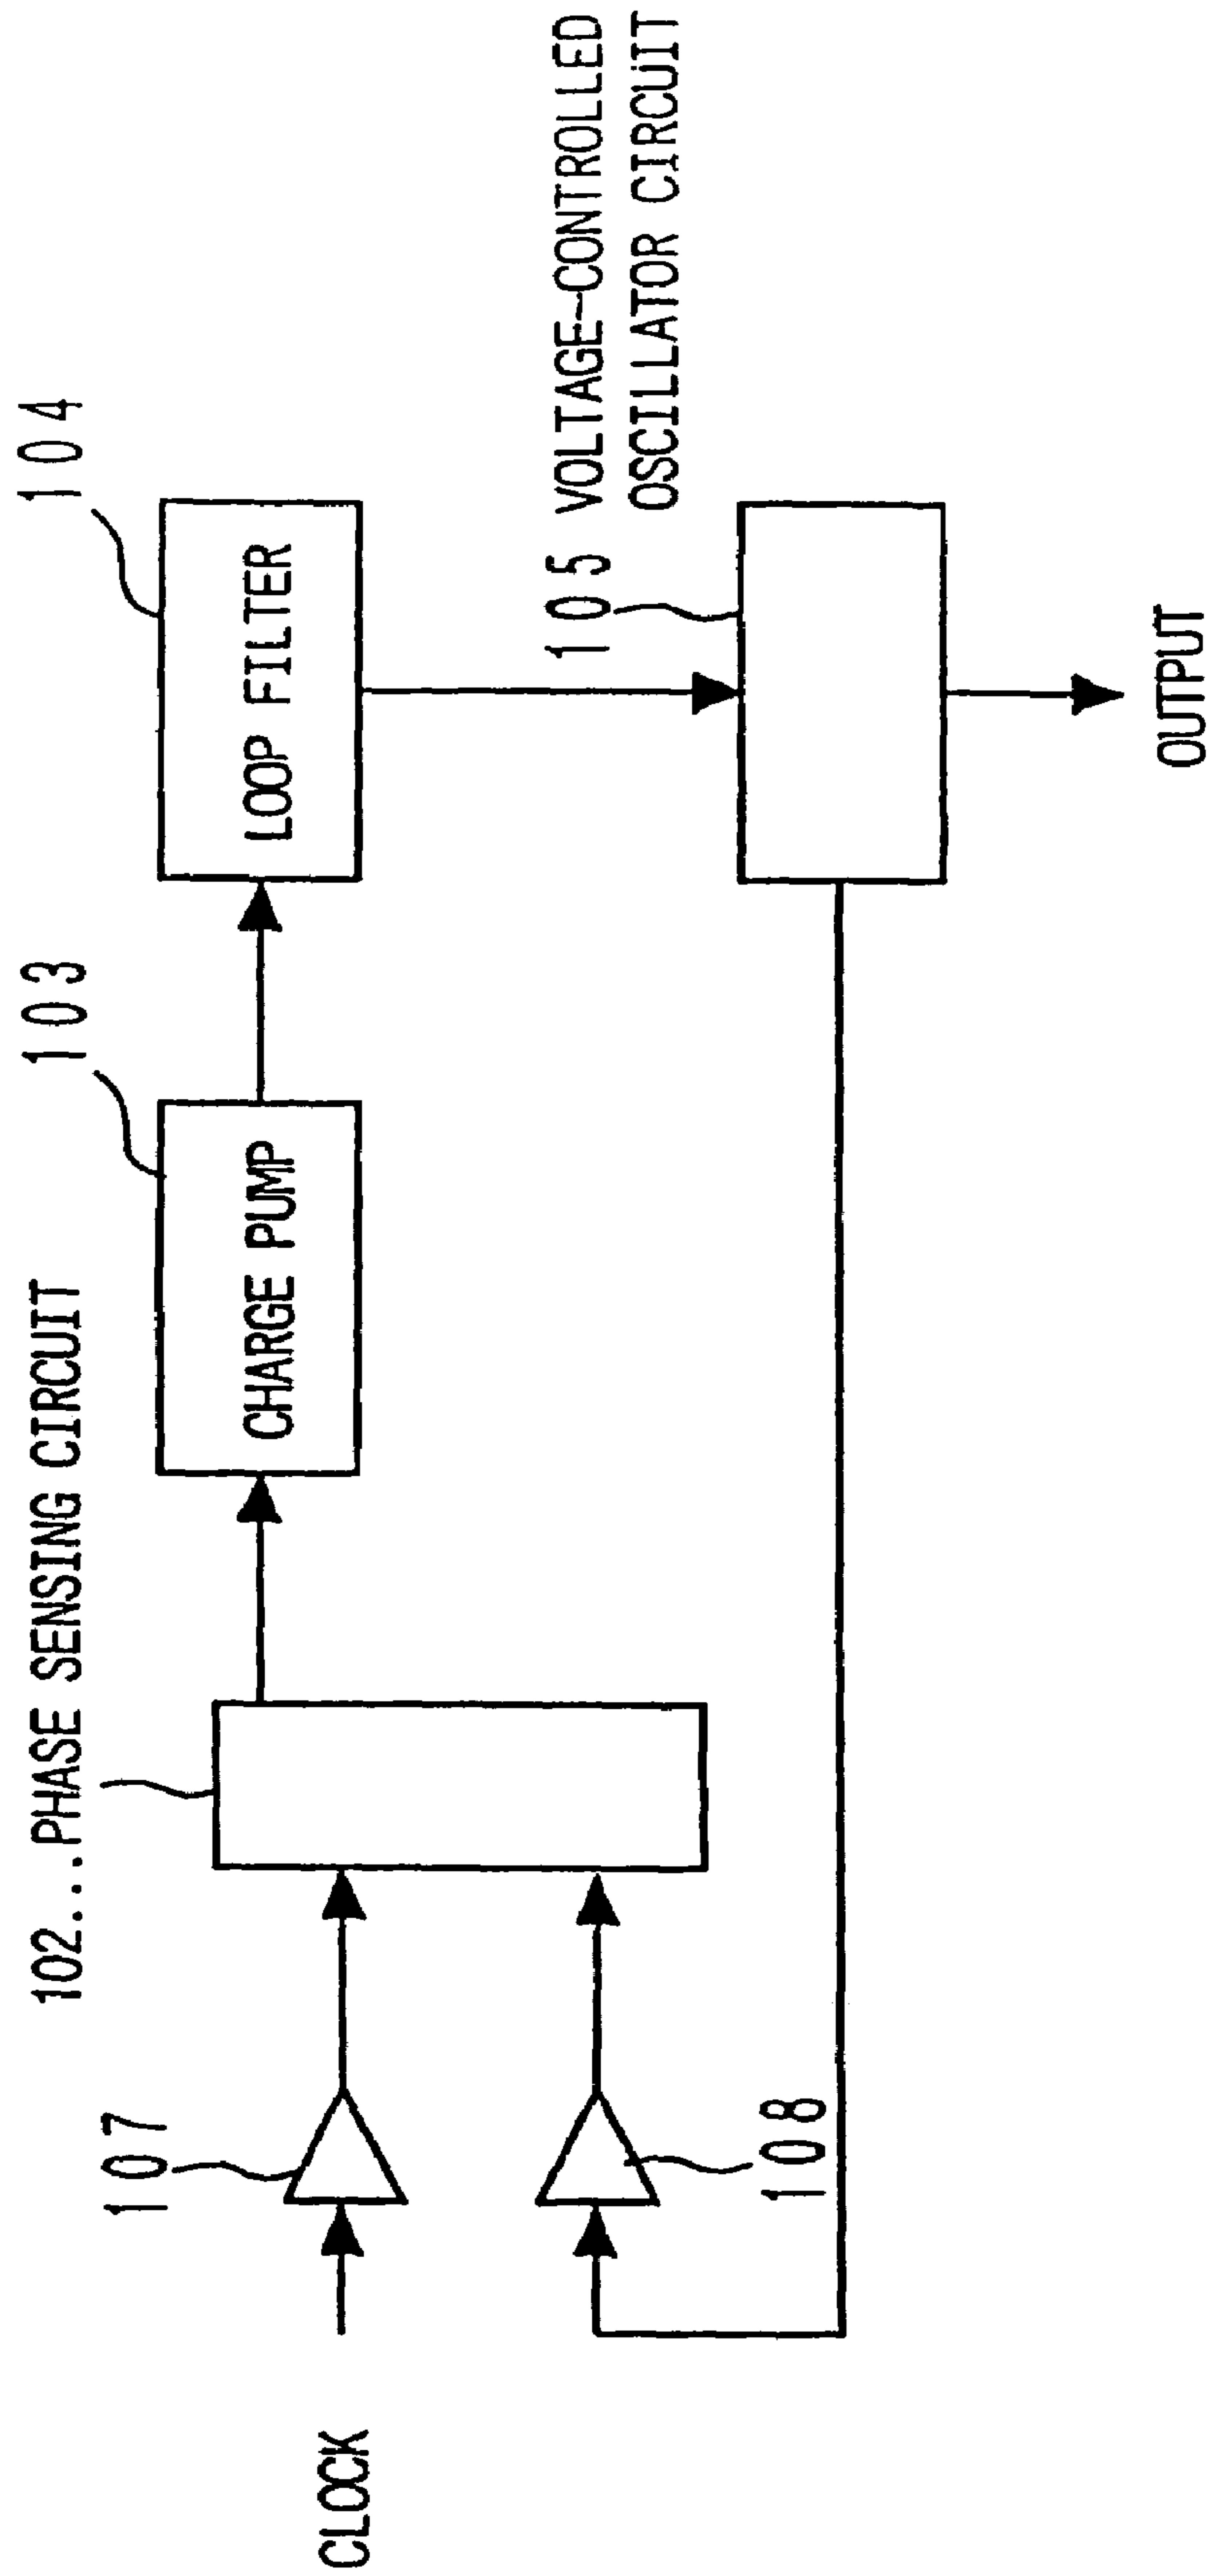 102...PHASE SENSING CIRCUIT
103
104
107
CHARGE PUMP
LOOP FILTER
CLOCK
105 VOLTAGE-CONTROLLED
OSCILLATOR CIRCUIT
108
OUTPUT